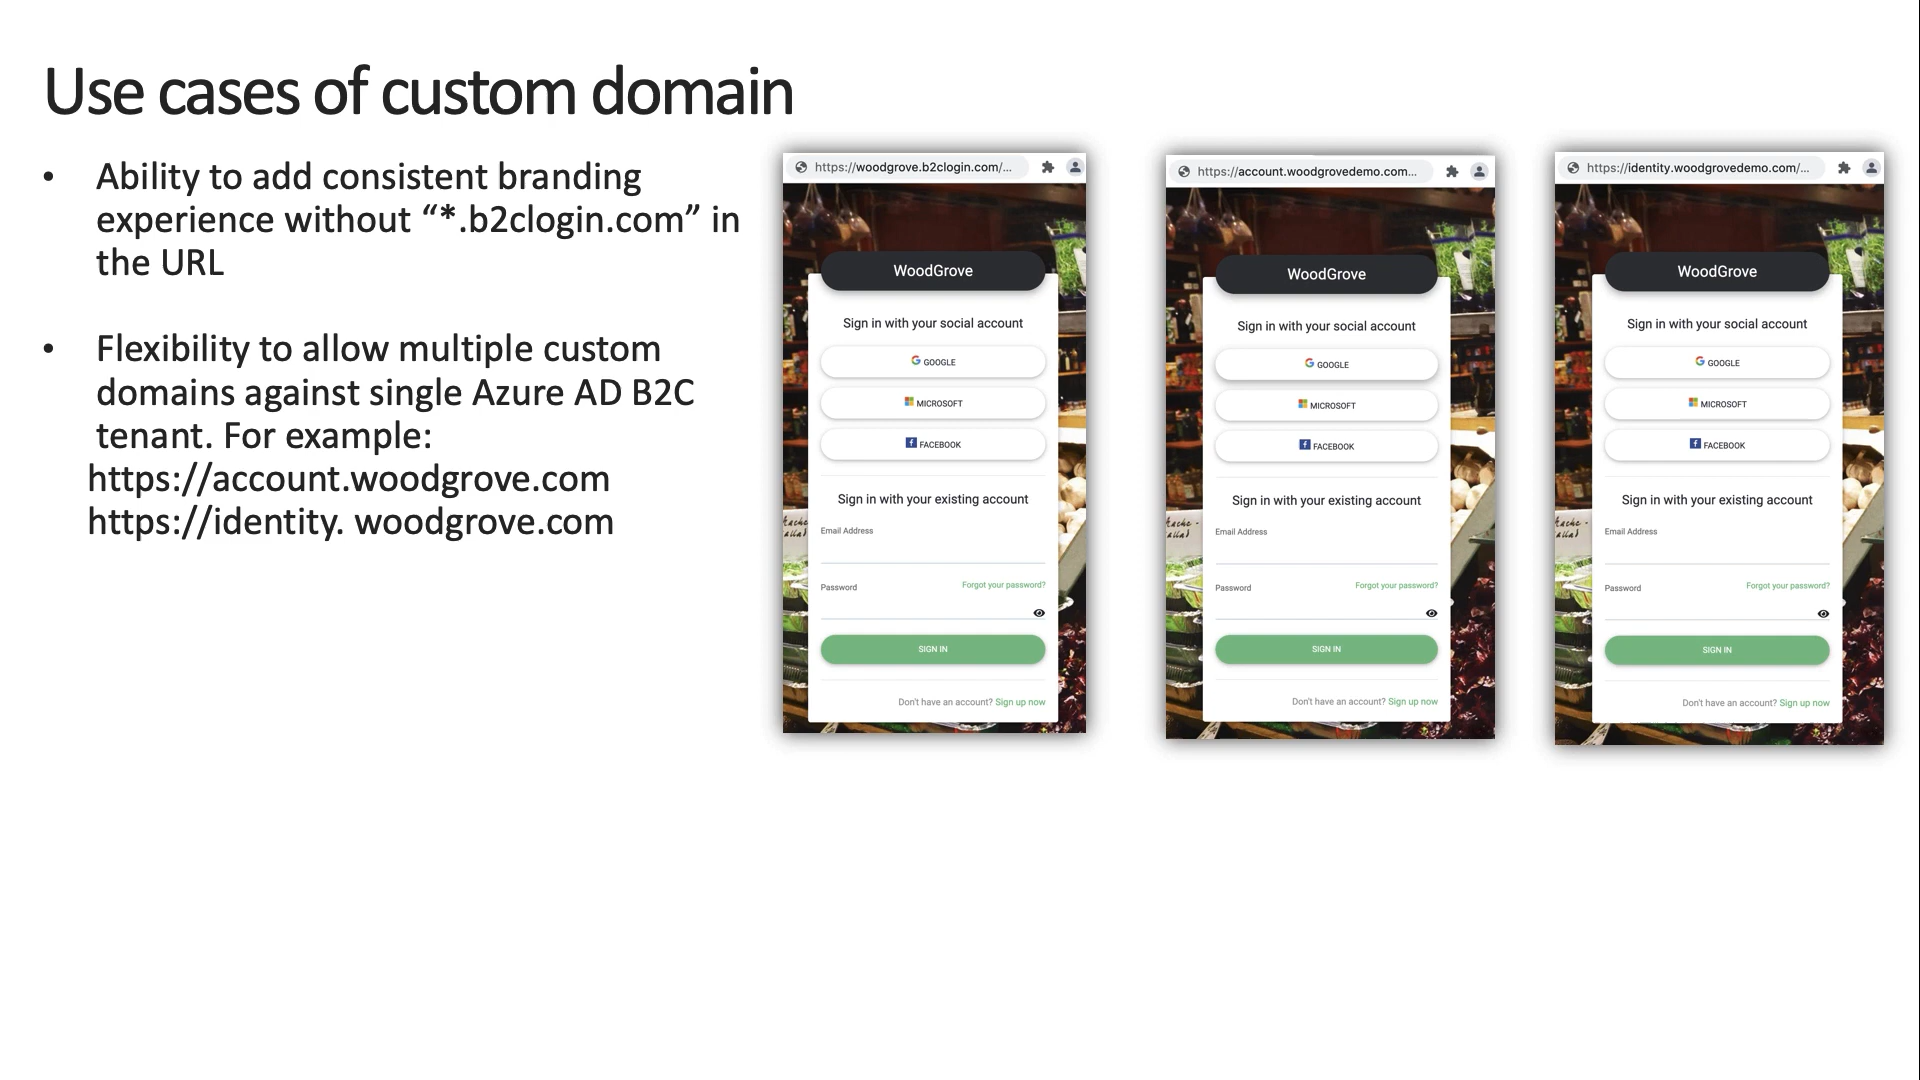 Use cases of custom domain
• Ability to add consistent branding
experience without “*.b2clogin.com” in
the URL
• Flexibility to allow multiple custom
domains against single Azure AD B2C
tenant. For example:
https://account.woodgrove.com
https://identity. woodgrove.com
https://woodgrove.b2clogin.com/...
WoodGrove
Sign in with your social account
GOOGLE
MICROSOFT
FACEBOOK
Sign in with your existing account
Email Address
Password
Forgot your password?
SIGN IN
Don't have an account? Sign up now
https://account.woodgrovedemo.com...
WoodGrove
Sign in with your social account
GOOGLE
MICROSOFT
FACEBOOK
Sign in with your existing account
Email Address
Password
Forgot your password?
SIGN IN
Don't have an account? Sign up now
https://identity.woodgrovedemo.com/...
WoodGrove
Sign in with your social account
GOOGLE
MICROSOFT
FACEBOOK
Sign in with your existing account
Email Address
Password
Forgot your password?
SIGN IN
Don't have an account? Sign up now